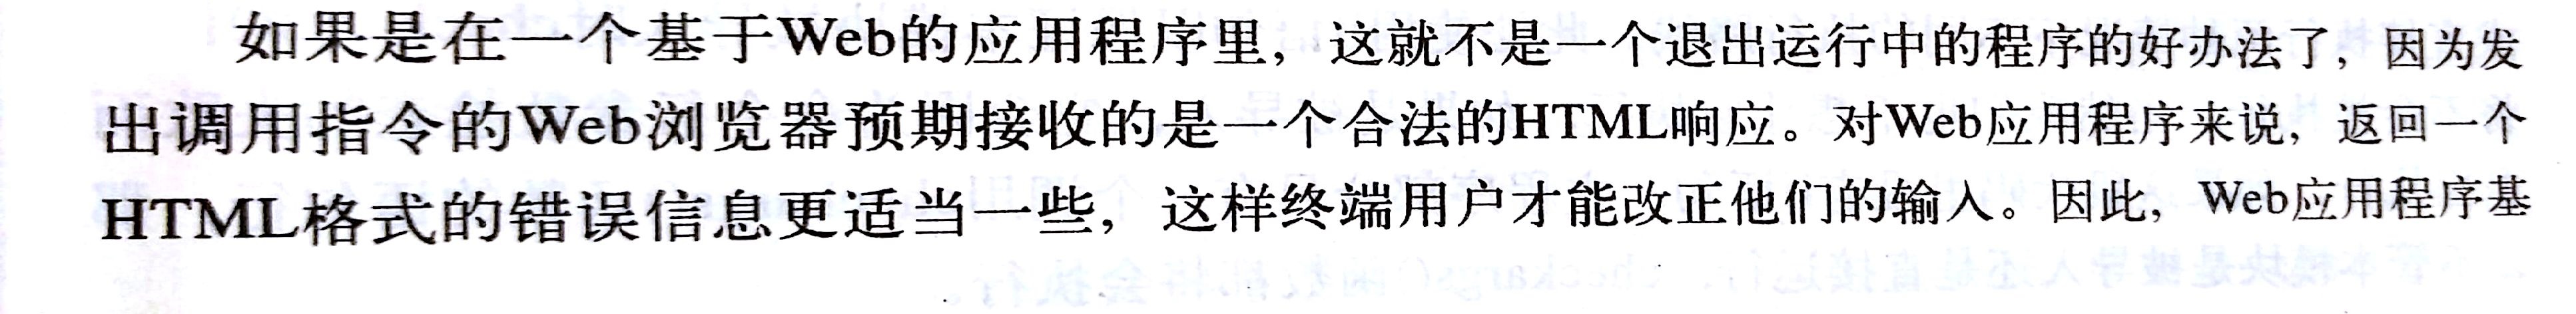 如果是在一个基于Web的应用程序里，这就不是一个退出运行中的程序的好办法了，因为发
出调用指令的Web浏览器预期接收的是一个合法的HTML响应。对Web应用程序来说，返回一个
HTML格式的错误信息更适当一些，这样终端用户才能改正他们的输入。因此，Web应用程序基